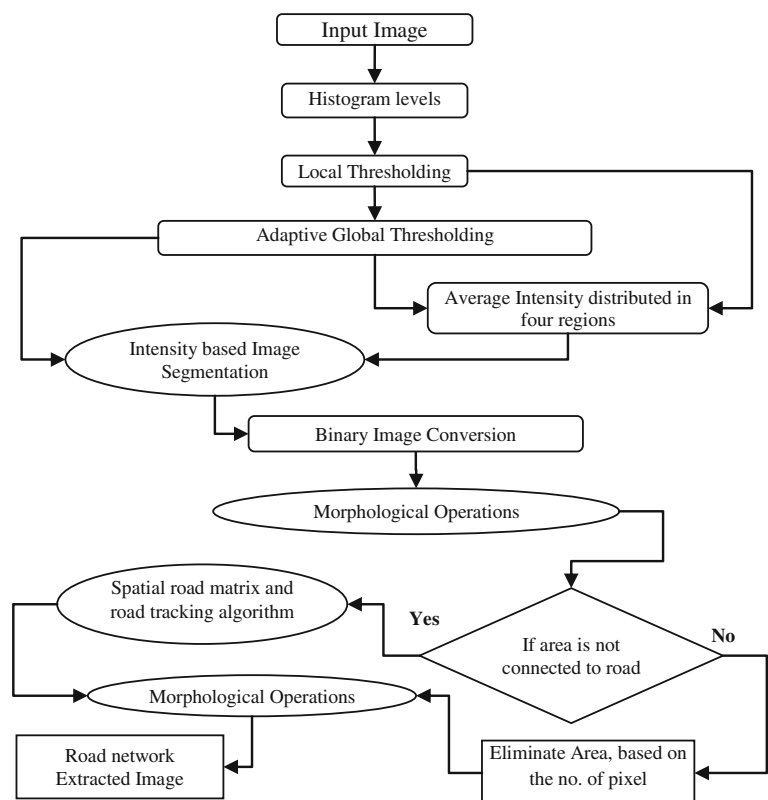 Input Image
Histogram levels
Local Thresholding
Adaptive Global Thresholding
Average Intensity distributed in
four regions
Intensity based Image
Segmentation
Binary Image Conversion
Morphological Operations
Spatial road matrix and
road tracking algorithm
Yes
If area is not
connected to road
No
Morphological Operations
Eliminate Area, based on
the no. of pixel
Road network
Extracted Image